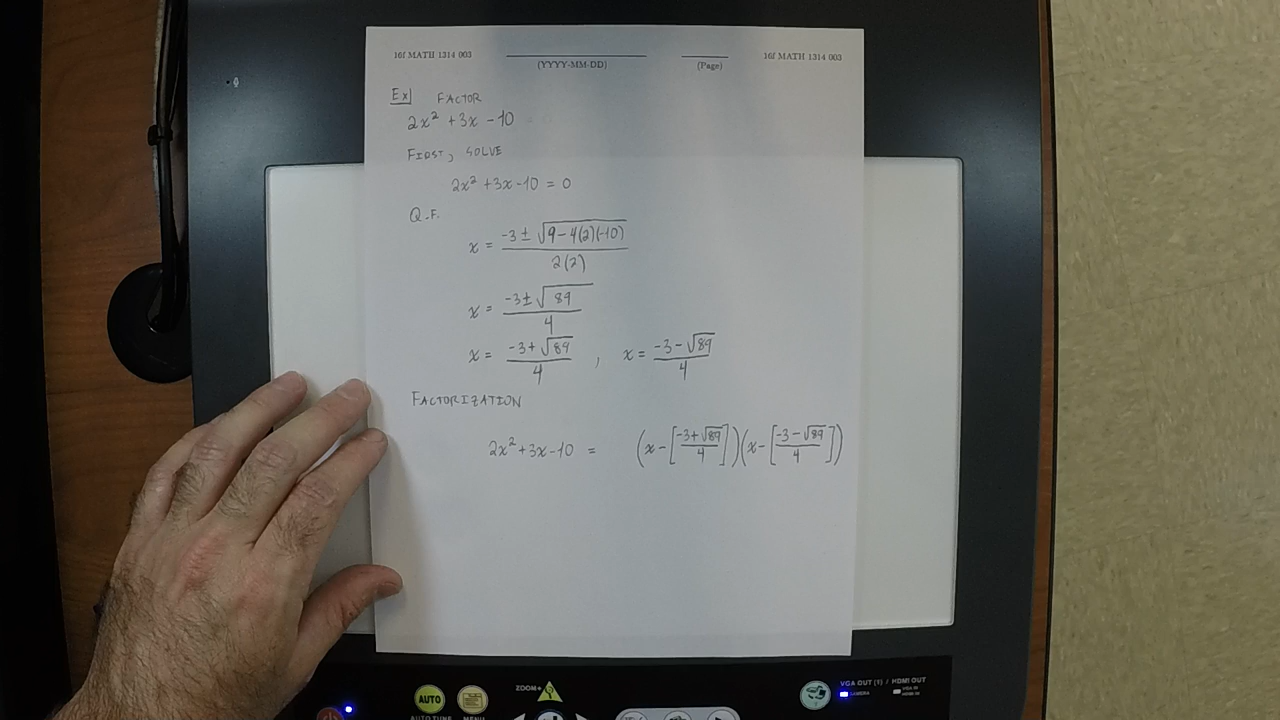 16f MATH 1314 003 (YYYY-MM-DD) (Page) 16f MATH 1314 003
Ex] FACTOR
2x² + 3x - 10
FIRST, SOLVE
2x² + 3x - 10 = 0
Q.F.
x = (-3 ± √(9 - 4(2)(-10))) / 2(2)
x = (-3 ± √89) / 4
x = (-3 + √89) / 4 , x = (-3 - √89) / 4
FACTORIZATION
2x² + 3x - 10 = (x - [(-3 + √89) / 4])(x - [(-3 - √89) / 4])
ZOOM+
VGA OUT (1) / HDMI OUT
AUTO
CAMERA
AUTO TUNE MENU